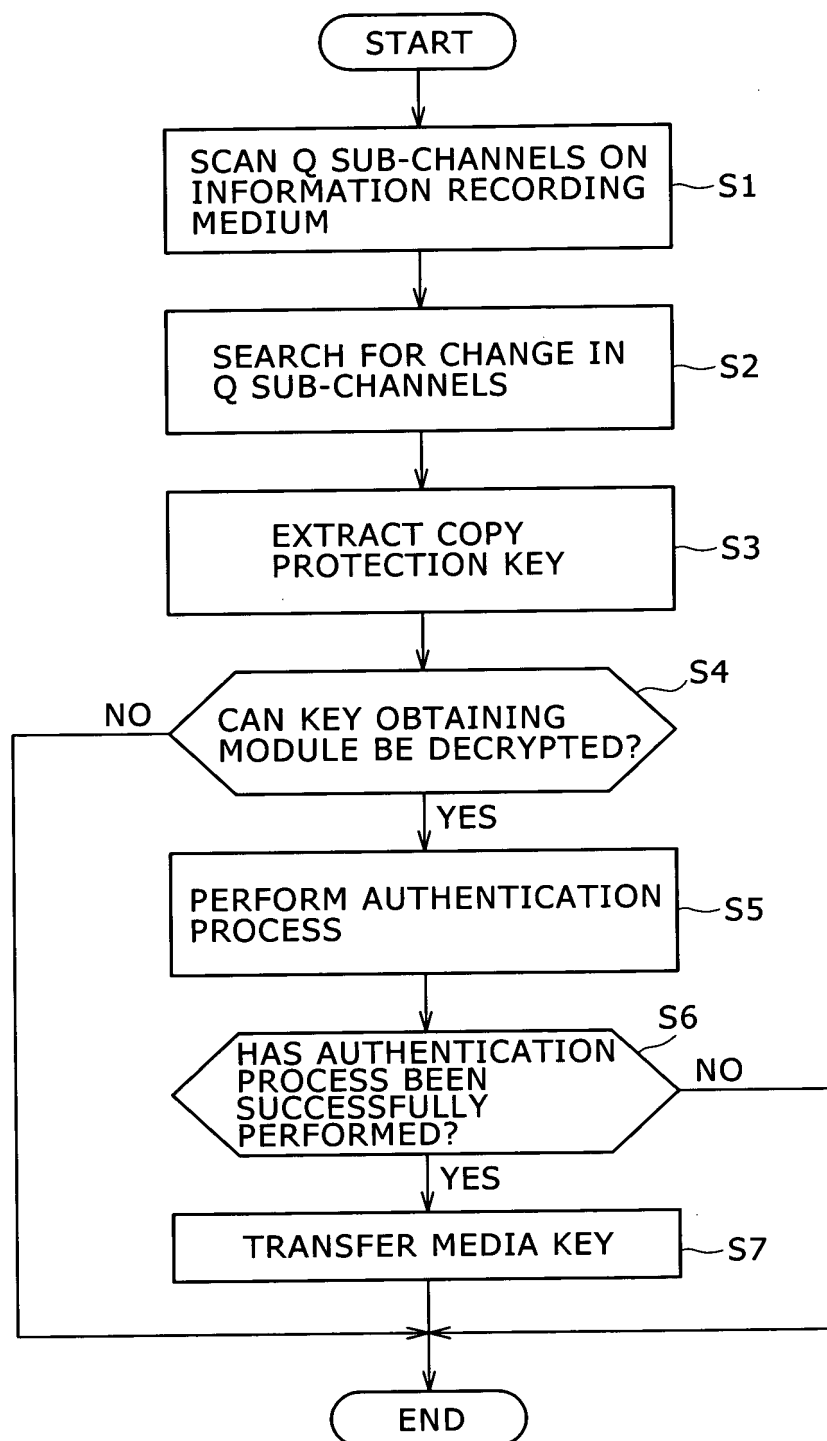 START
SCAN Q SUB-CHANNELS ON
INFORMATION RECORDING
MEDIUM
S1
SEARCH FOR CHANGE IN
Q SUB-CHANNELS
S2
EXTRACT COPY
PROTECTION KEY
S3
S4
NO
CAN KEY OBTAINING
MODULE BE DECRYPTED?
YES
PERFORM AUTHENTICATION
PROCESS
S5
S6
HAS AUTHENTICATION
PROCESS BEEN
SUCCESSFULLY
PERFORMED?
NO
YES
TRANSFER MEDIA KEY
S7
END